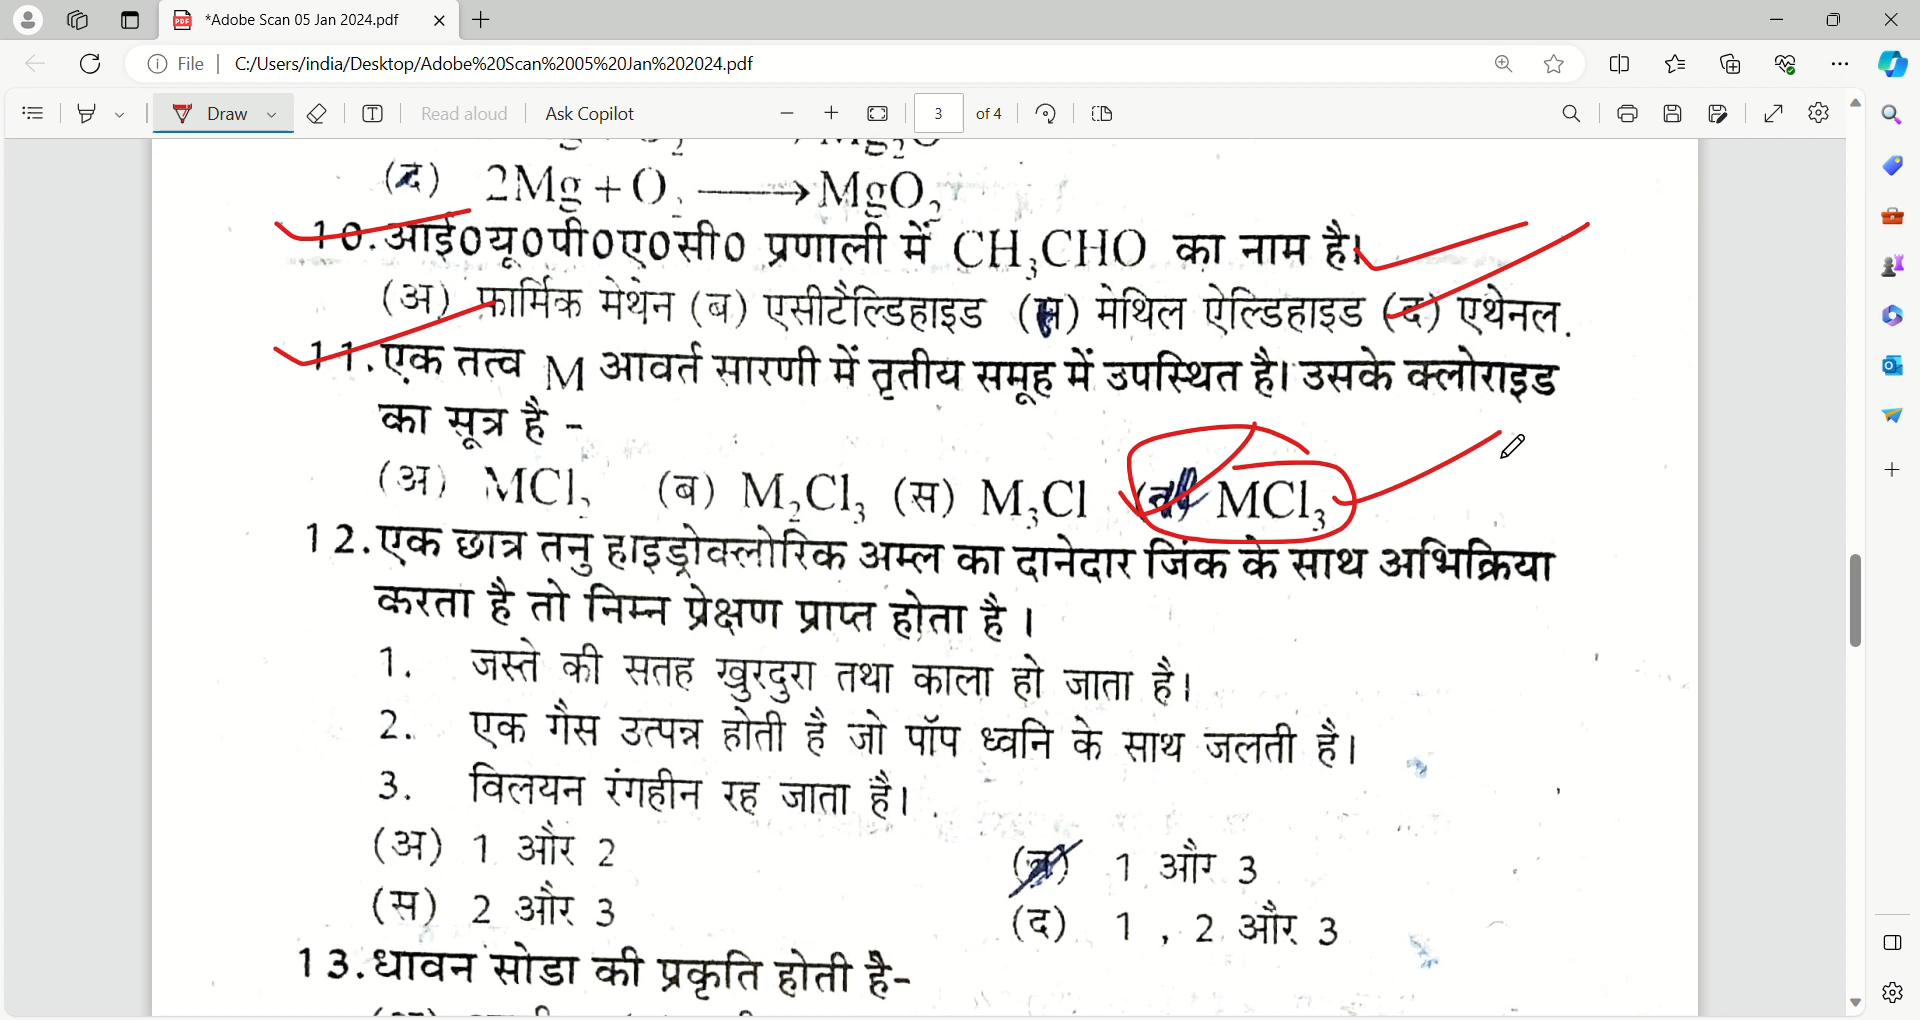 *Adobe Scan 05 Jan 2024.pdf
File C:/Users/india/Desktop/Adobe%20Scan%2005%20Jan%202024.pdf
Draw Read aloud Ask Copilot 3 of 4
(द) 2Mg + O₂ ⟶ MgO₂
10. आई0यू0पी0ए0सी0 प्रणाली में CH₃CHO का नाम है।
(अ) फार्मिक मेथेन (ब) एसीटैल्डिहाइड (स) मेथिल ऐल्डिहाइड (द) एथेनल.
11. एक तत्व M आवर्त सारणी में तृतीय समूह में उपस्थित है। उसके क्लोराइड
का सूत्र है -
(अ) MCl₂ (ब) M₂Cl₃ (स) M₃Cl (द) MCl₃
12. एक छात्र तनु हाइड्रोक्लोरिक अम्ल का दानेदार जिंक के साथ अभिक्रिया
करता है तो निम्न प्रेक्षण प्राप्त होता है ।
1. जस्ते की सतह खुरदुरा तथा काला हो जाता है।
2. एक गैस उत्पन्न होती है जो पॉप ध्वनि के साथ जलती है।
3. विलयन रंगहीन रह जाता है।
(अ) 1 और 2 (ब) 1 और 3
(स) 2 और 3 (द) 1 , 2 और 3
13. धावन सोडा की प्रकृति होती है-